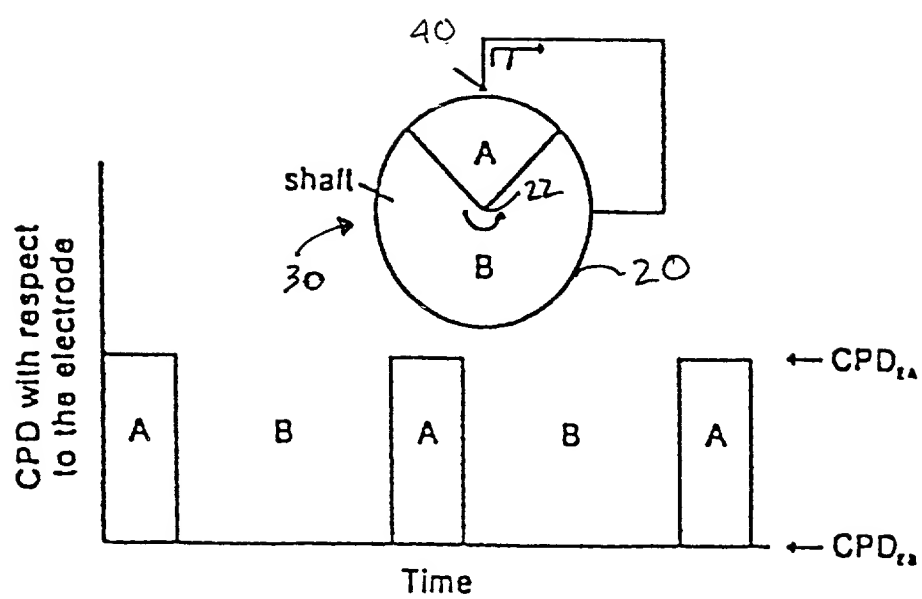 40
A
shaft
22
30
B
20
CPD with respect
to the electrode
A
B
A
B
A
CPD
CPD
Time